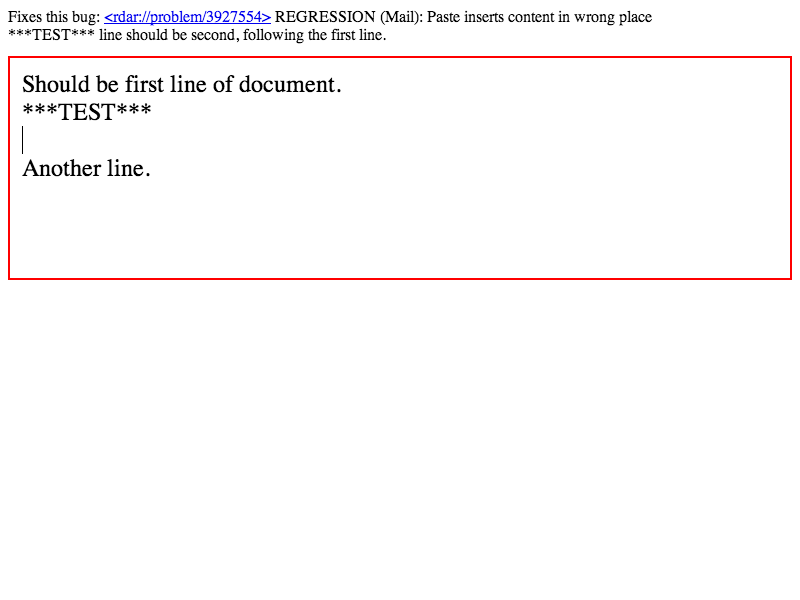 Fixes this bug: <rdar://problem/3927554> REGRESSION (Mail): Paste inserts content in wrong place
***TEST*** line should be second, following the first line.
Should be first line of document.
***TEST***
Another line.